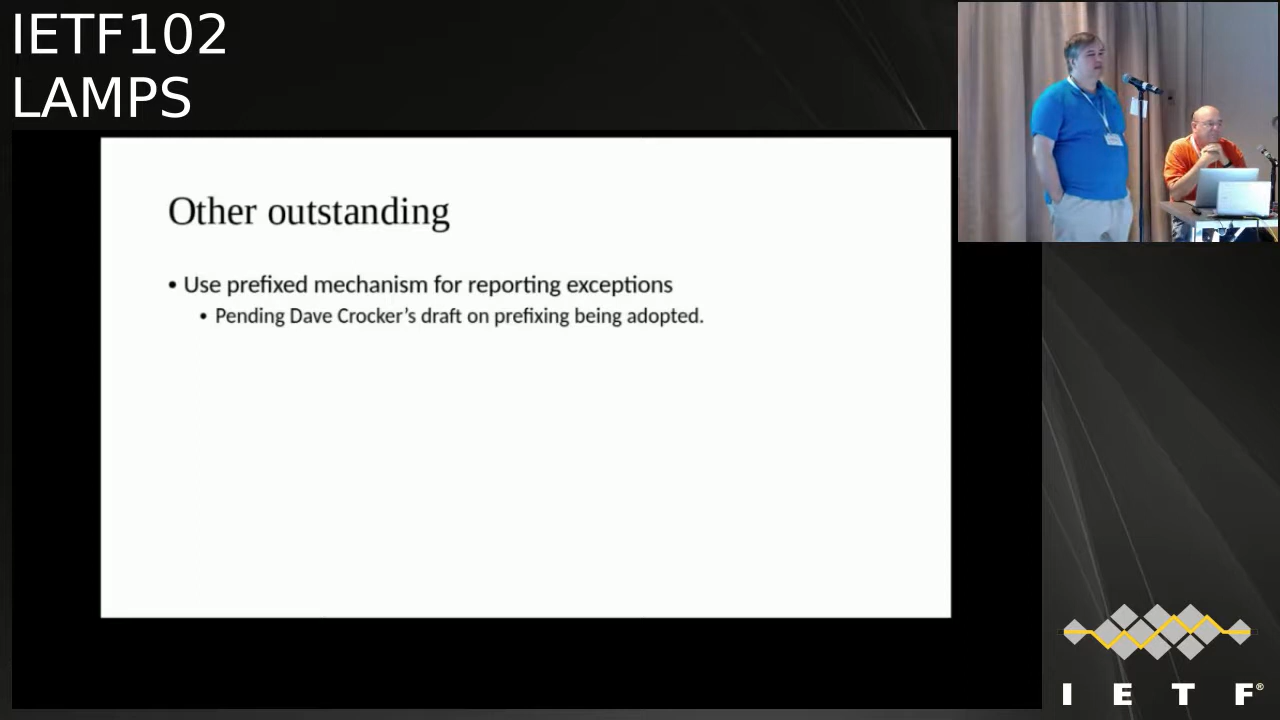 IETF102
LAMPS
Other outstanding
• Use prefixed mechanism for reporting exceptions
• Pending Dave Crocker’s draft on prefixing being adopted.
I E T F®